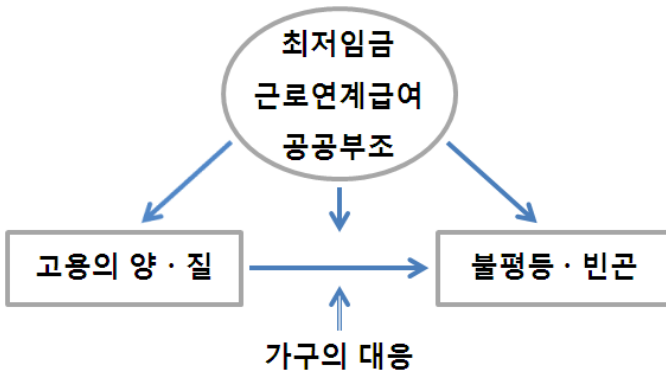 최저임금
근로연계급여
공공부조
고용의 양 · 질
불평등 · 빈곤
가구의 대응